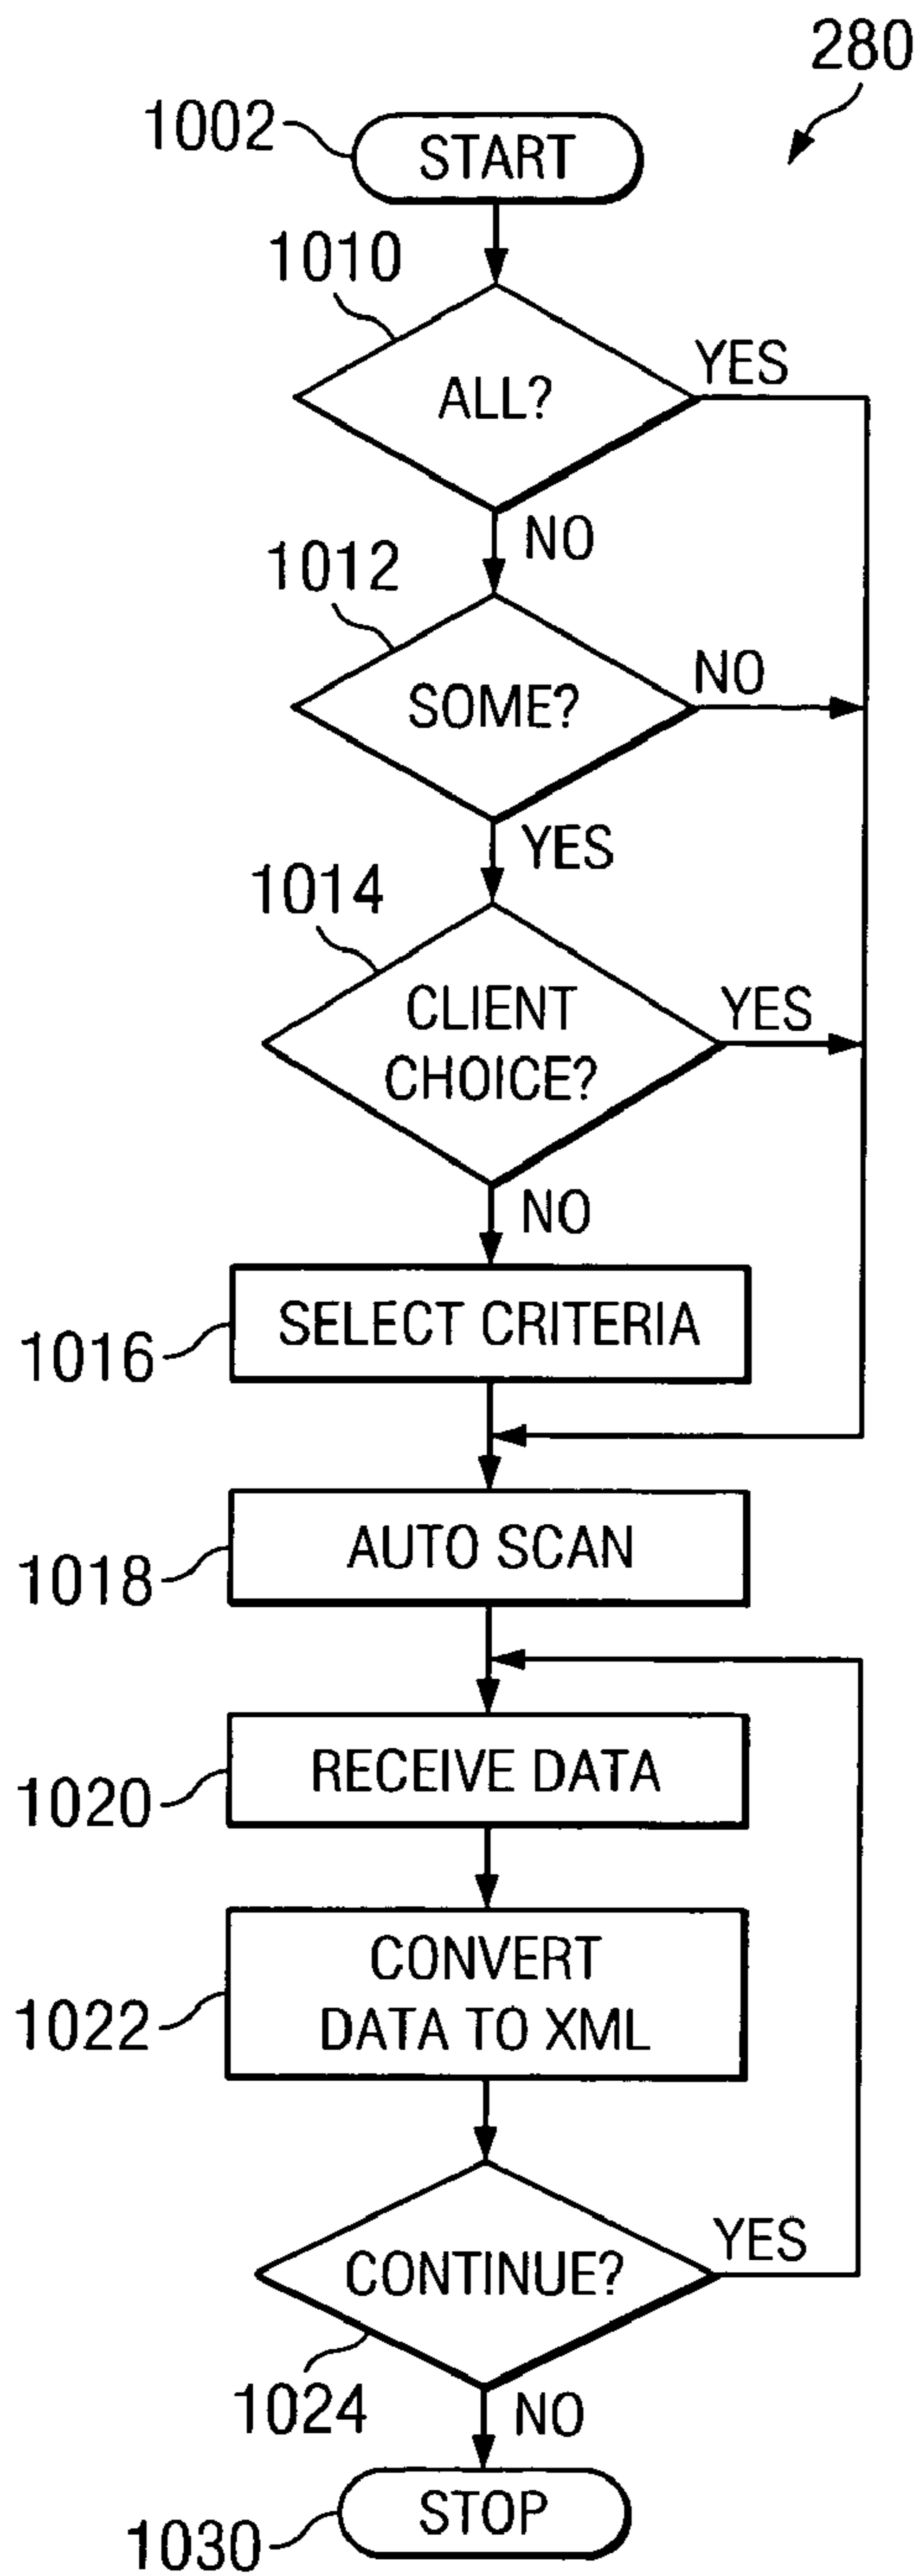 280
1002
START
1010
ALL?
YES
NO
1012
SOME?
NO
YES
1014
CLIENT
CHOICE?
YES
NO
SELECT CRITERIA
1016
AUTO SCAN
1018
RECEIVE DATA
1020
CONVERT
DATA TO XML
1022
CONTINUE?
YES
1024
NO
STOP
1030